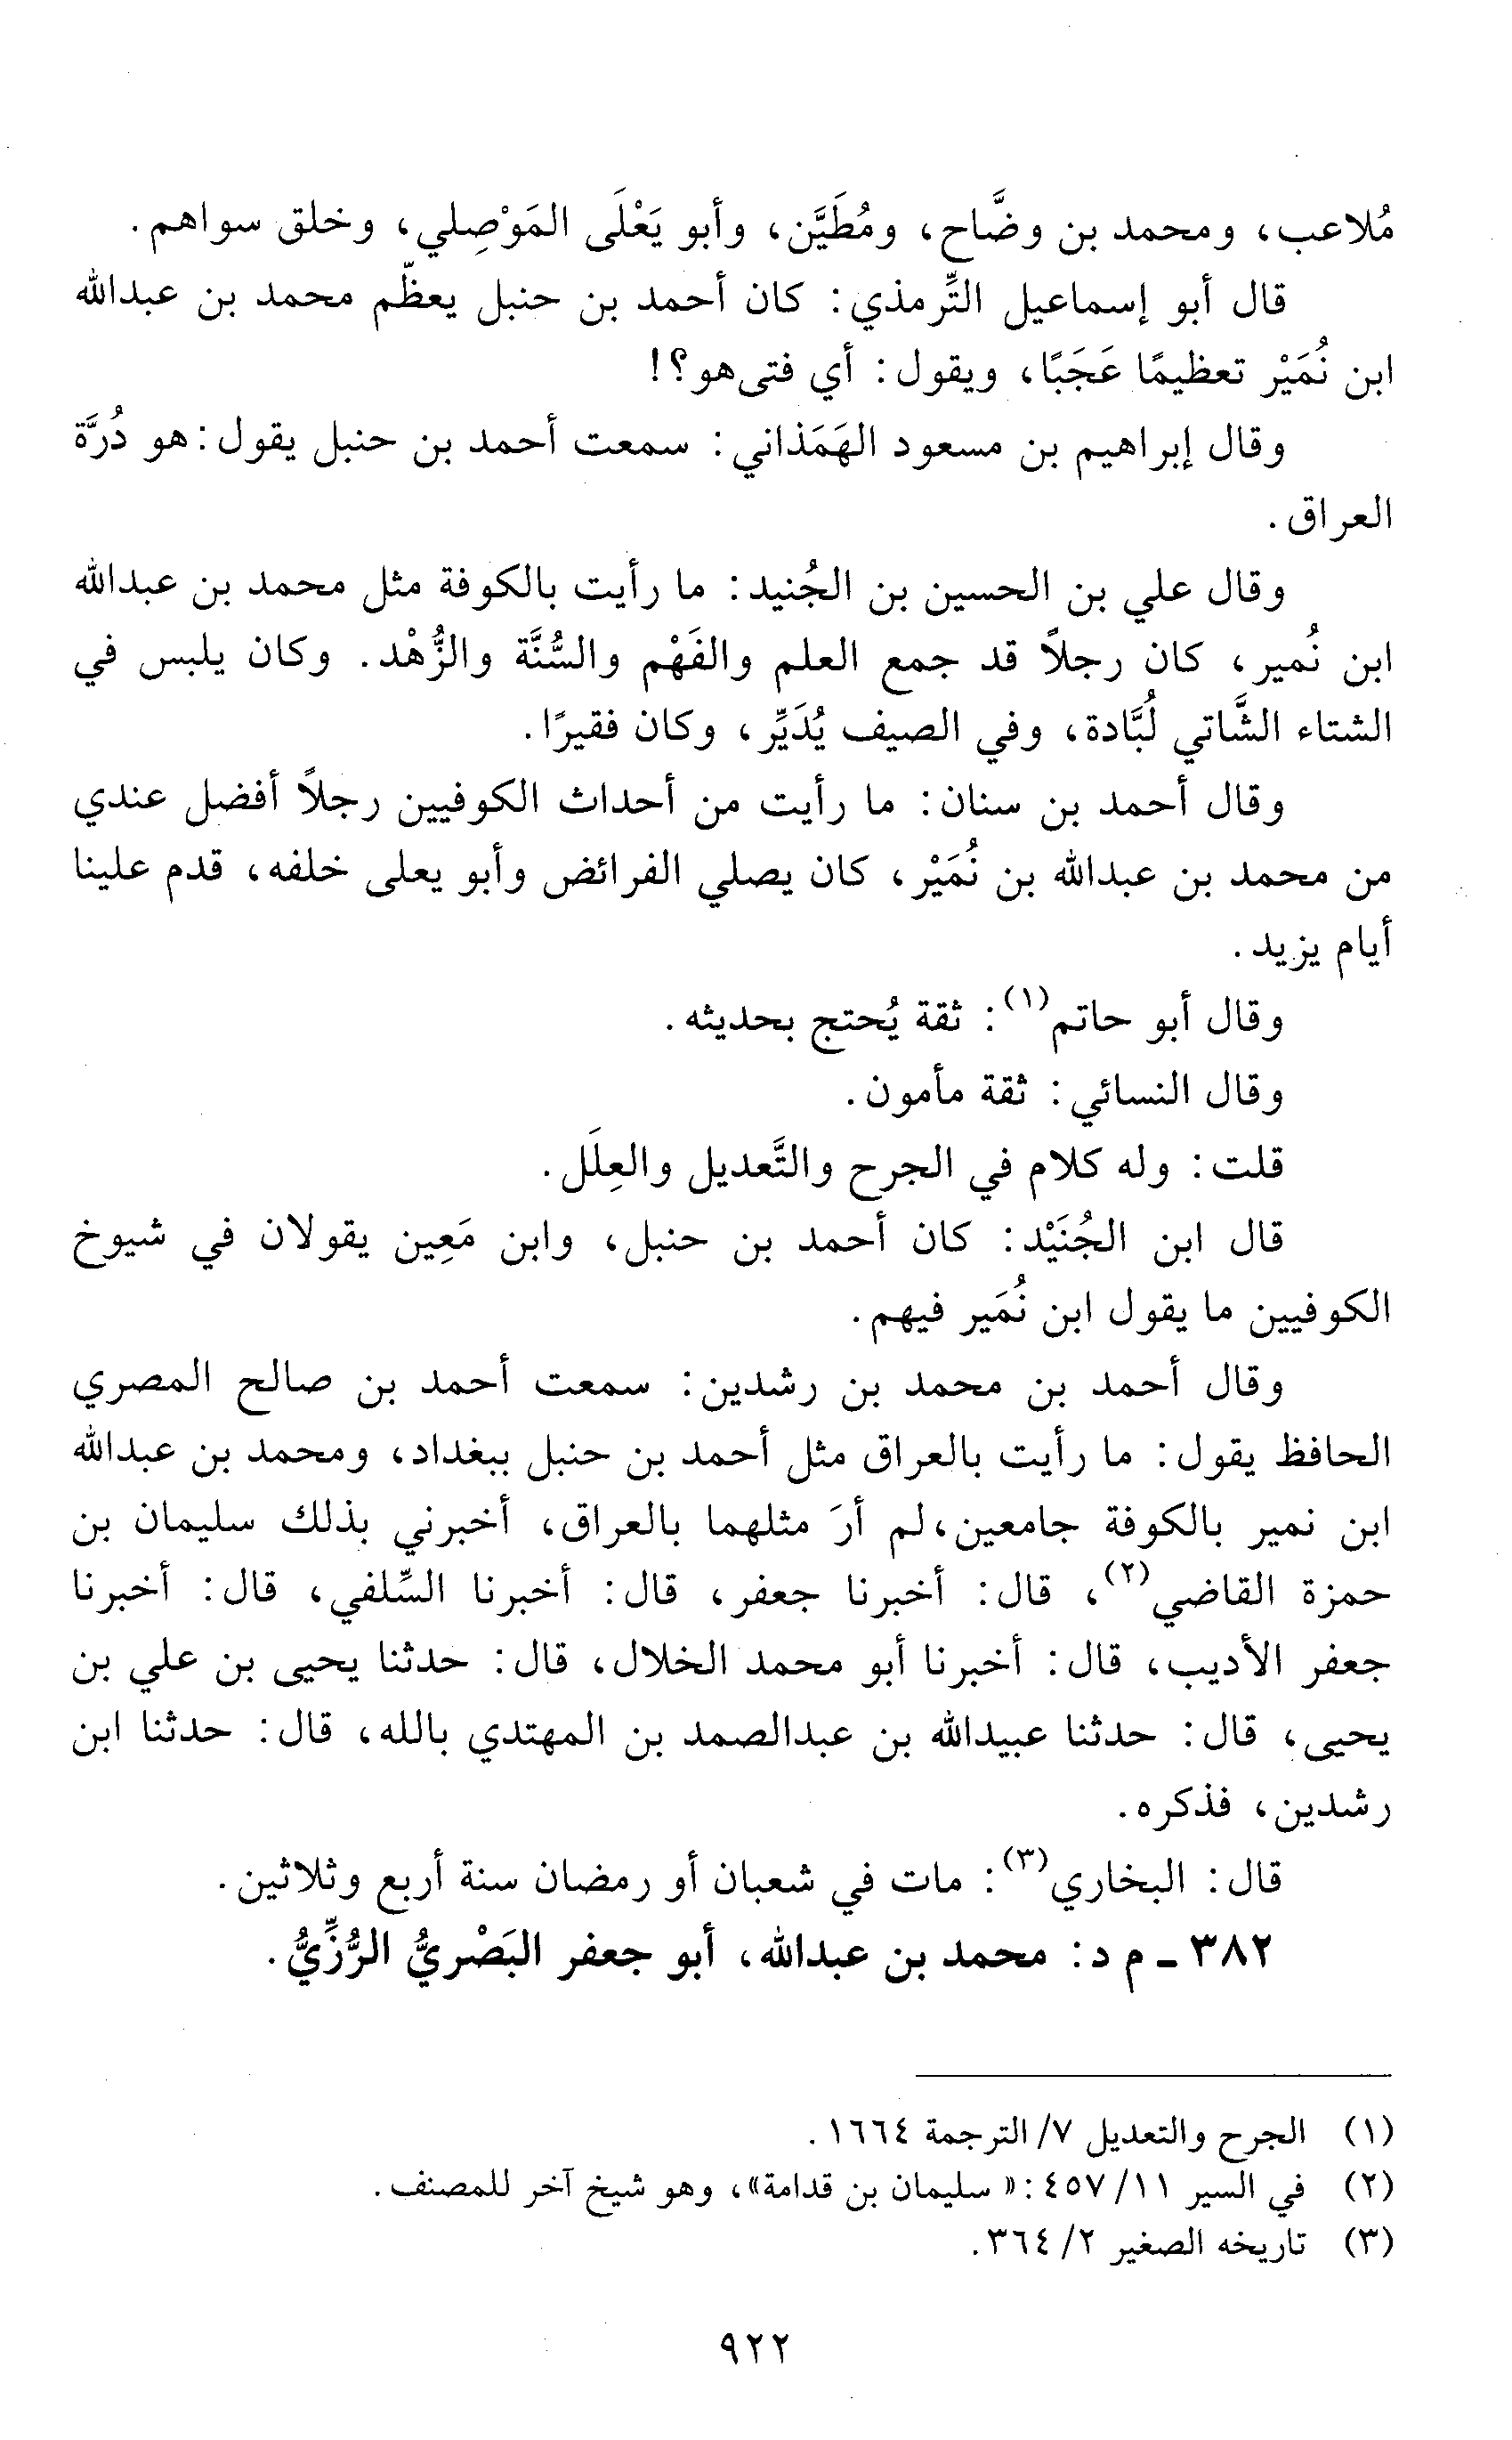 مُلاعب، ومحمد بن وضَّاح، ومُطَيَّن، وأبو يَعْلَى المَوْصِلي، وخلق سواهم.
قال أبو إسماعيل التِّرمذي: كان أحمد بن حنبل يعظّم محمد بن عبدالله
ابن نُمَيْر تعظيمًا عَجَبًا، ويقول: أي فتى هو؟!
وقال إبراهيم بن مسعود الهَمَذاني: سمعت أحمد بن حنبل يقول: هو دُرَّة
العراق.
وقال علي بن الحسين بن الجُنيد: ما رأيت بالكوفة مثل محمد بن عبدالله
ابن نُمير، كان رجلاً قد جمع العلم والفَهْم والسُّنَّة والزُّهْد. وكان يلبس في
الشتاء الشَّاتي لُبَّادة، وفي الصيف يُدَيِّر، وكان فقيرًا.
وقال أحمد بن سنان: ما رأيت من أحداث الكوفيين رجلاً أفضل عندي
من محمد بن عبدالله بن نُمَيْر، كان يصلي الفرائض وأبو يعلى خلفه، قدم علينا
أيام يزيد.
وقال أبو حاتم(١): ثقة يُحتج بحديثه.
وقال النسائي: ثقة مأمون.
قلت: وله كلام في الجرح والتَّعديل والعِلَل.
قال ابن الجُنَيْد: كان أحمد بن حنبل، وابن مَعِين يقولان في شيوخ
الكوفيين ما يقول ابن نُمَير فيهم.
وقال أحمد بن محمد بن رشدين: سمعت أحمد بن صالح المصري
الحافظ يقول: ما رأيت بالعراق مثل أحمد بن حنبل ببغداد، ومحمد بن عبدالله
ابن نمير بالكوفة جامعين، لم أرَ مثلهما بالعراق، أخبرني بذلك سليمان بن
حمزة القاضي(٢)، قال: أخبرنا جعفر، قال: أخبرنا السِّلفي، قال: أخبرنا
جعفر الأديب، قال: أخبرنا أبو محمد الخلال، قال: حدثنا يحيى بن علي بن
يحيى، قال: حدثنا عبيدالله بن عبدالصمد بن المهتدي بالله، قال: حدثنا ابن
رشدين، فذكره.
قال: البخاري(٣): مات في شعبان أو رمضان سنة أربع وثلاثين.
٣٨٢ ـ م د: محمد بن عبدالله، أبو جعفر البَصْريُّ الرُّزِّيُّ.
(١) الجرح والتعديل ٧/ الترجمة ١٦٦٤.
(٢) في السير ١١/ ٤٥٧: «سليمان بن قدامة»، وهو شيخ آخر للمصنف.
(٣) تاريخه الصغير ٢/ ٣٦٤.
٩٢٢